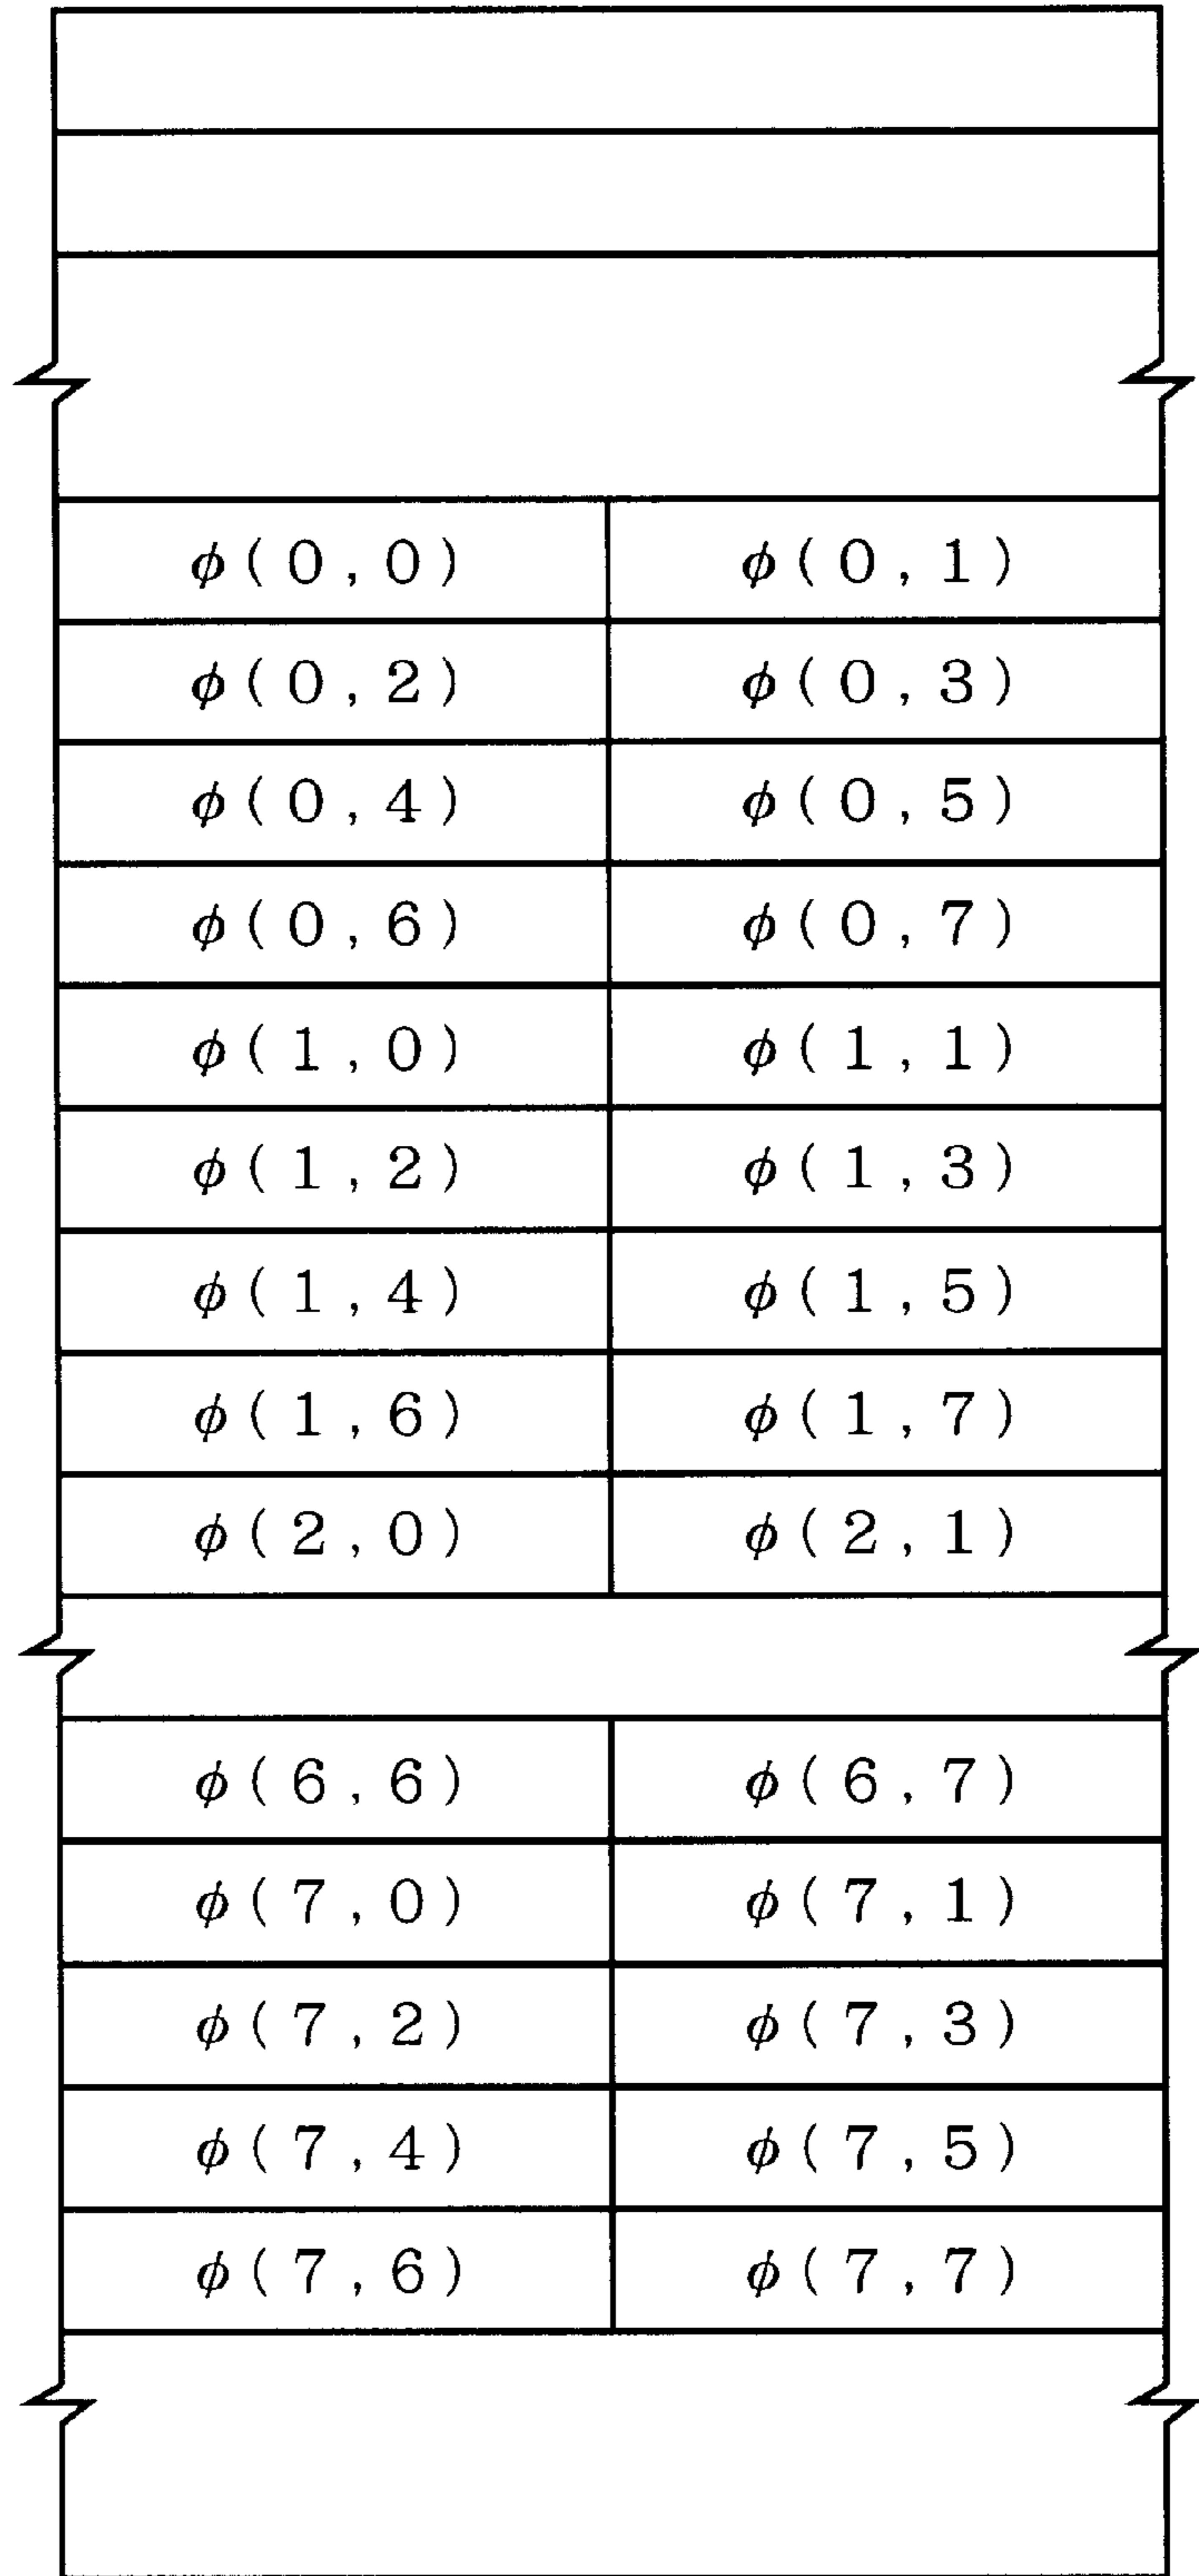 ϕ(0,0) ϕ(0,1)
ϕ(0,2) ϕ(0,3)
ϕ(0,4) ϕ(0,5)
ϕ(0,6) ϕ(0,7)
ϕ(1,0) ϕ(1,1)
ϕ(1,2) ϕ(1,3)
ϕ(1,4) ϕ(1,5)
ϕ(1,6) ϕ(1,7)
ϕ(2,0) ϕ(2,1)
ϕ(6,6) ϕ(6,7)
ϕ(7,0) ϕ(7,1)
ϕ(7,2) ϕ(7,3)
ϕ(7,4) ϕ(7,5)
ϕ(7,6) ϕ(7,7)